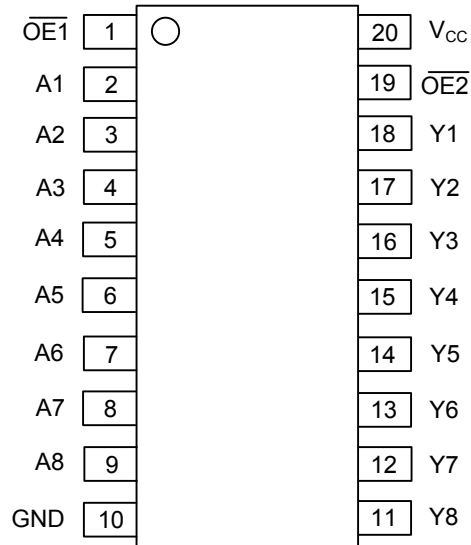 O̅E̅1̅ 1 20 VCC
A1 2 19 O̅E̅2̅
A2 3 18 Y1
A3 4 17 Y2
A4 5 16 Y3
A5 6 15 Y4
A6 7 14 Y5
A7 8 13 Y6
A8 9 12 Y7
GND 10 11 Y8